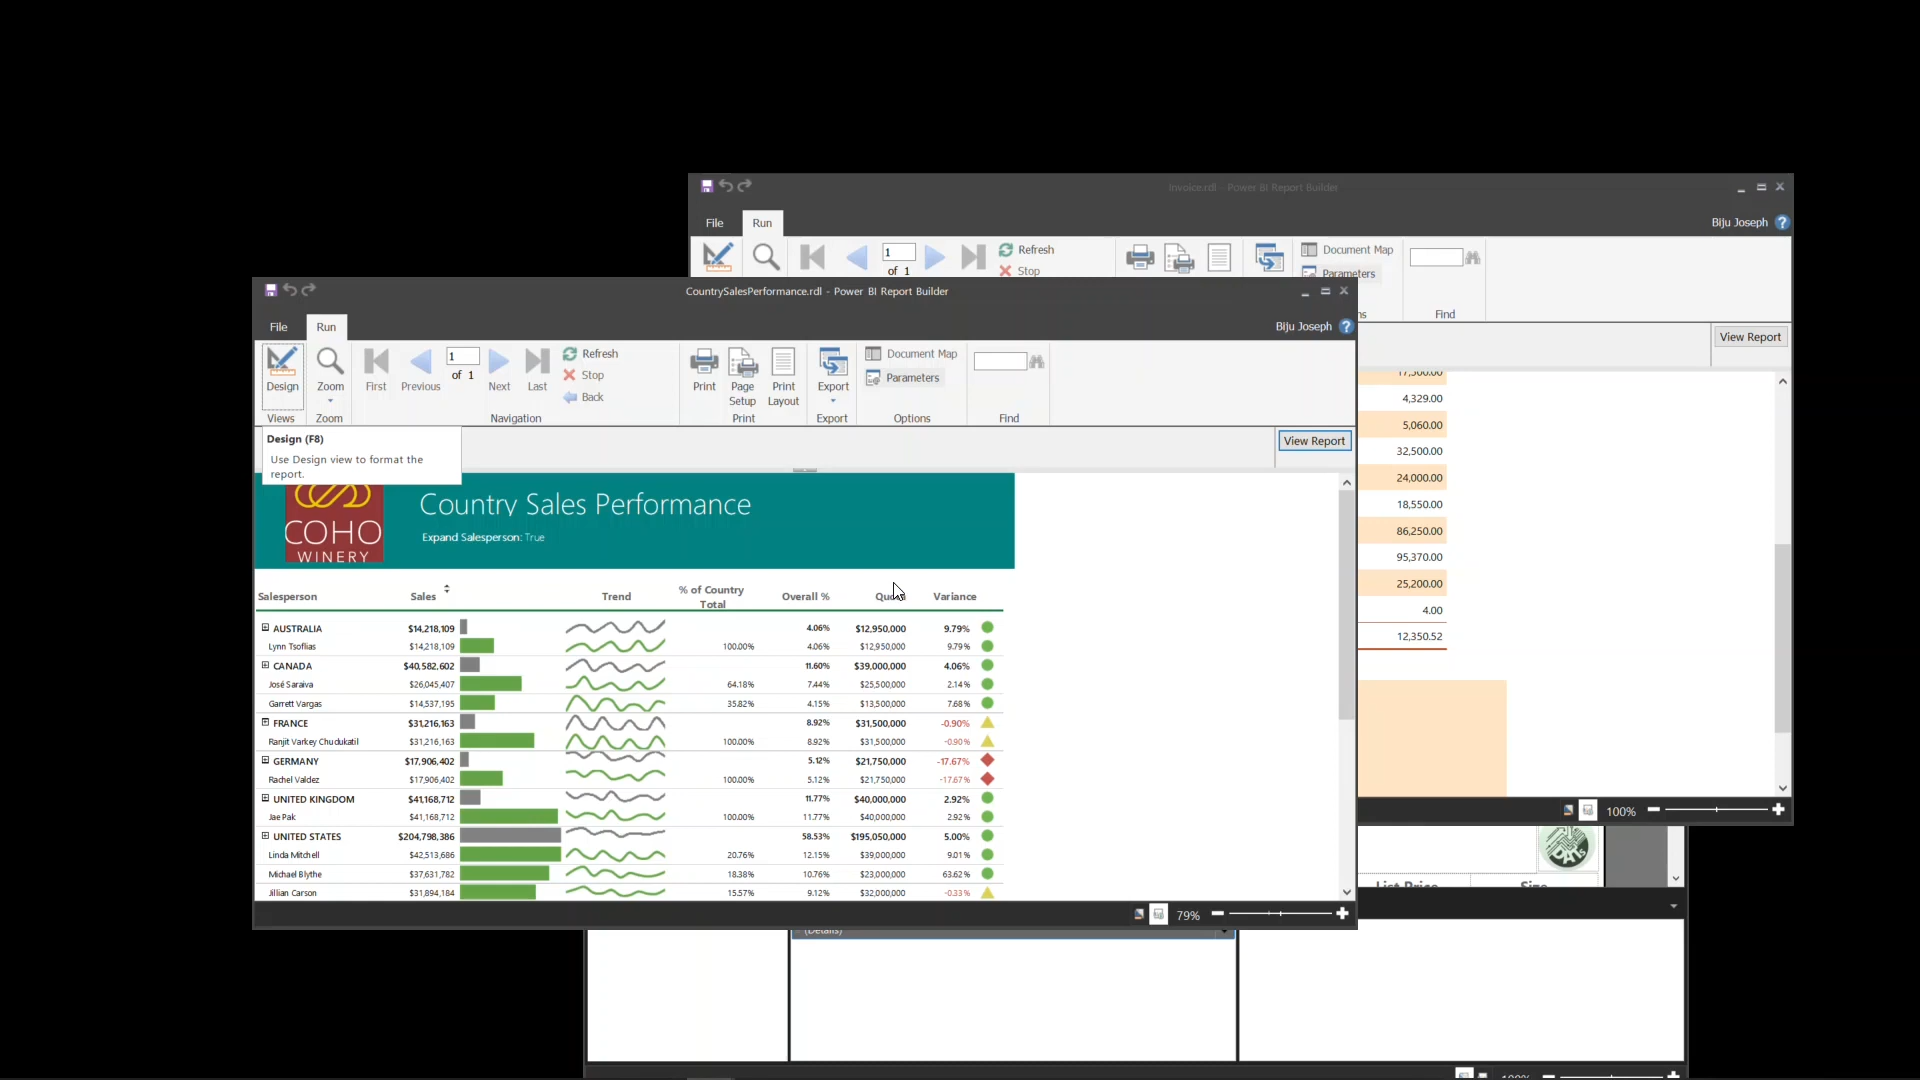 Invoice.rdl - Power BI Report Builder
File
Run
Biju Joseph
1
of 1
Refresh
Stop
Document Map
Parameters
Find
View Report
CountrySalesPerformance.rdl - Power BI Report Builder
File
Run
Biju Joseph
Design
Zoom
First
Previous
1
of 1
Next
Last
Refresh
Stop
Back
Print
Page Setup
Print Layout
Export
Document Map
Parameters
Views
Zoom
Navigation
Print
Export
Options
Find
Design (F8)
Use Design view to format the
report.
View Report
COHO
WINERY
Country Sales Performance
Expand Salesperson: True
Salesperson Sales Trend % of Country Total Overall % Variance
AUSTRALIA $14,218,109 4.06% $12,950,000 9.79%
Lynn Tsoflias $14,218,109 100.00% 4.06% $12,950,000 9.79%
CANADA $40,582,602 11.60% $39,000,000 4.06%
José Saraiva $26,045,407 64.18% 7.44% $25,500,000 2.14%
Garrett Vargas $14,537,195 35.82% 4.15% $13,500,000 7.68%
FRANCE $31,216,163 8.92% $31,500,000 -0.90%
Ranjit Varkey Chudukatil $31,216,163 100.00% 8.92% $31,500,000 -0.90%
GERMANY $17,906,402 5.12% $21,750,000 -17.67%
Rachel Valdez $17,906,402 100.00% 5.12% $21,750,000 -17.67%
UNITED KINGDOM $41,168,712 11.77% $40,000,000 2.92%
Jae Pak $41,168,712 100.00% 11.77% $40,000,000 2.92%
UNITED STATES $204,798,386 58.53% $195,050,000 5.00%
Linda Mitchell $42,513,686 20.76% 12.15% $39,000,000 9.01%
Michael Blythe $37,631,782 18.38% 10.76% $23,000,000 63.62%
Jillian Carson $31,894,184 15.57% 9.12% $32,000,000 -0.33%
79%
17,500.00
4,329.00
5,060.00
32,500.00
24,000.00
18,550.00
86,250.00
95,370.00
25,200.00
4.00
12,350.52
100%
List Price
Size
(Details)
100%